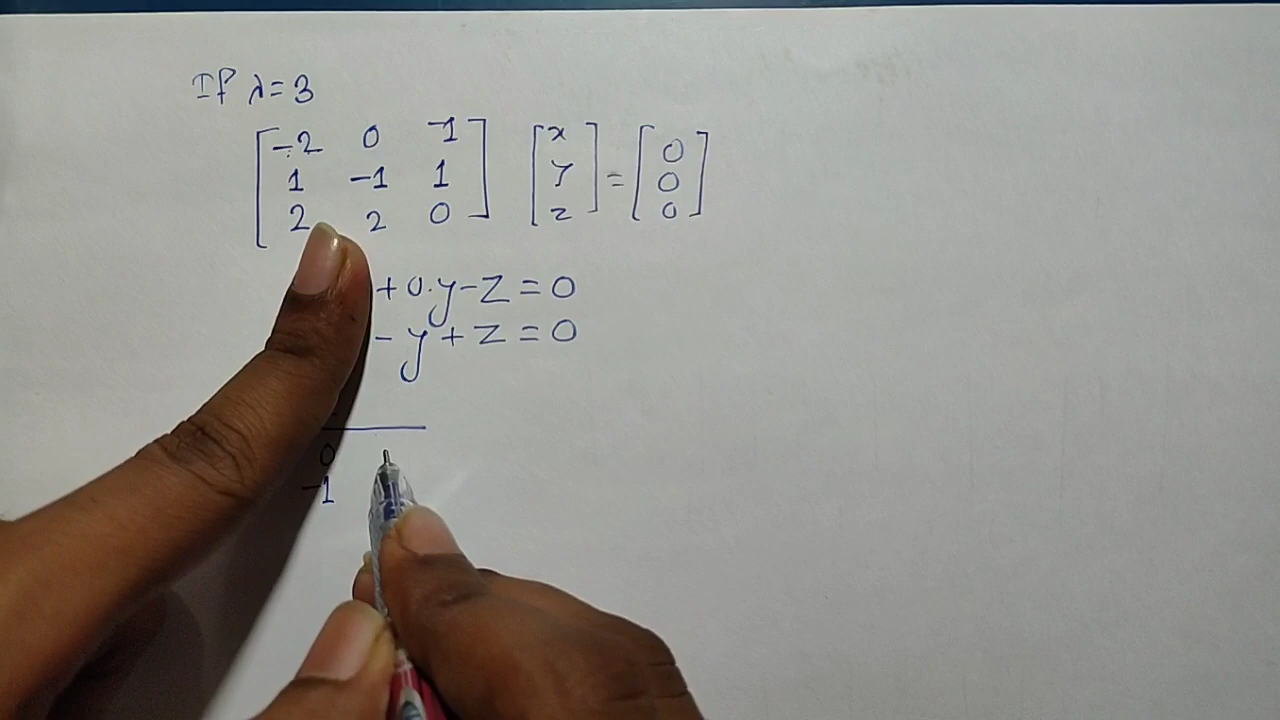 If λ=3
[-2 0 -1] [x] [0]
[1 -1 1] [y] = [0]
[2 2 0] [z] [0]
+0.y-z=0
-y+z=0
0
-1